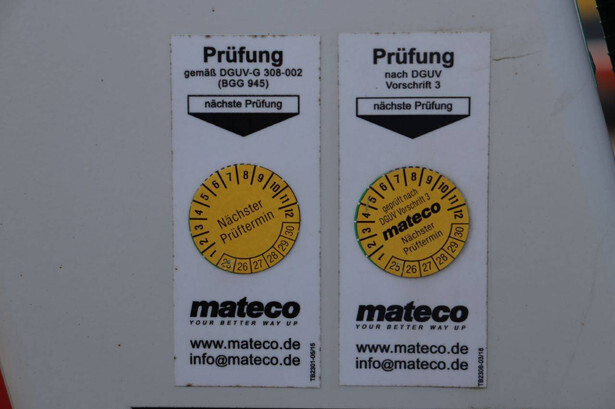 Prüfung
gemäß DGUV-G 308-002
(BGG 945)
nächste Prüfung
1 2 3 4 5 6 7 8 9 10 11 12
Nächster
Prüftermin
25 26 27 28 29 30
mateco
YOUR BETTER WAY UP
www.mateco.de
info@mateco.de
TB2301-05/15
Prüfung
nach DGUV
Vorschrift 3
nächste Prüfung
1 2 3 4 5 6 7 8 9 10 11 12
geprüft nach
DGUV Vorschrift 3
mateco
Nächster
Prüftermin
25 26 27 28 29 30
mateco
YOUR BETTER WAY UP
www.mateco.de
info@mateco.de